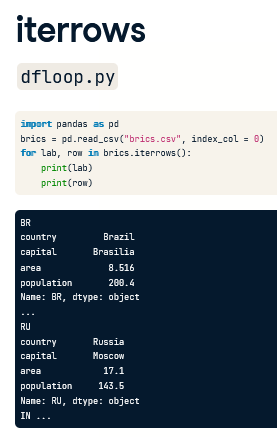 iterrows
dfloop.py
import pandas as pd
brics = pd.read_csv("brics.csv", index_col = 0)
for lab, row in brics.iterrows():
    print(lab)
    print(row)
BR
country         Brazil
capital       Brasilia
area             8.516
population       200.4
Name: BR, dtype: object
...
RU
country       Russia
capital       Moscow
area            17.1
population     143.5
Name: RU, dtype: object
IN ...